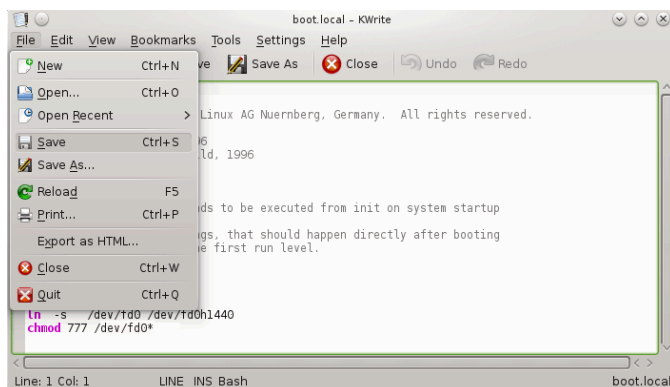 boot.local - KWrite
File Edit View Bookmarks Tools Settings Help
Save As Close Undo Redo
New Ctrl+N
Open... Ctrl+O
Open Recent
Save Ctrl+S
Save As...
Reload F5
Print... Ctrl+P
Export as HTML...
Close Ctrl+W
Quit Ctrl+Q
Linux AG Nuernberg, Germany. All rights reserved.
96
ld, 1996
ds to be executed from init on system startup
gs, that should happen directly after booting
e first run level.
ln -s /dev/fd0 /dev/fd0h1440
chmod 777 /dev/fd0*
Line: 1 Col: 1 LINE INS Bash boot.local